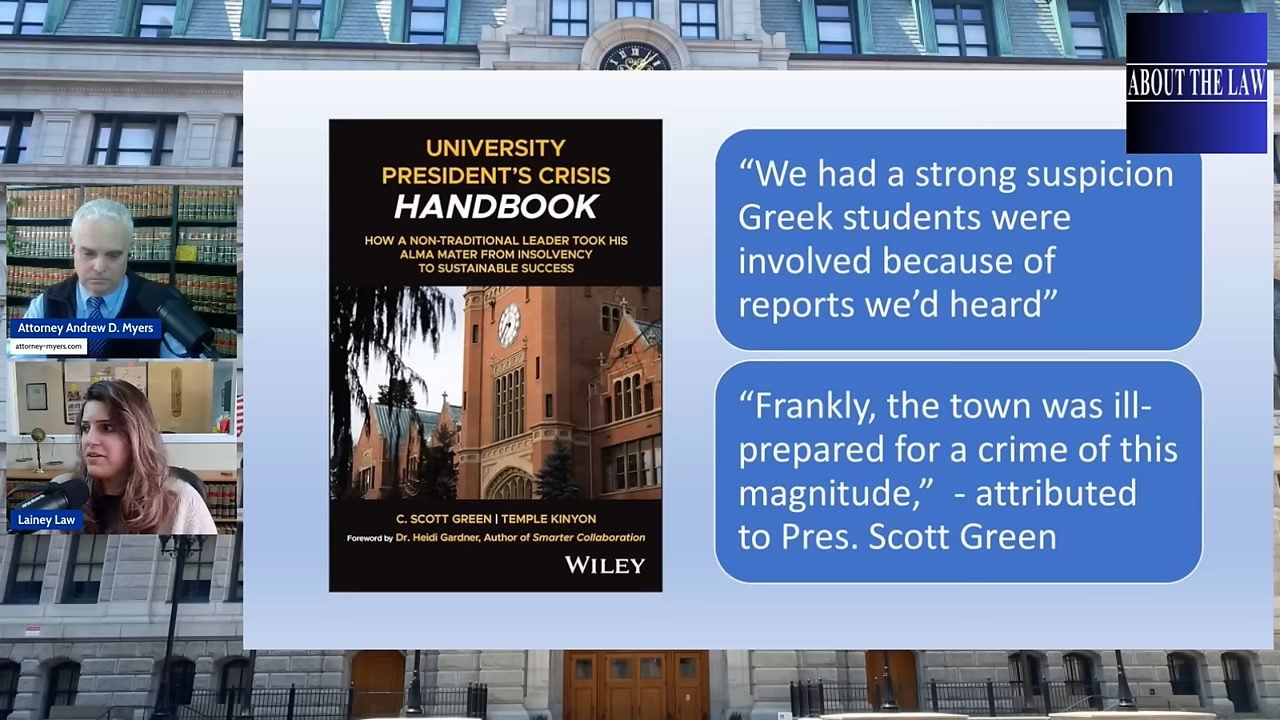 ABOUT THE LAW
UNIVERSITY
PRESIDENT'S CRISIS
HANDBOOK
HOW A NON-TRADITIONAL LEADER TOOK HIS
ALMA MATER FROM INSOLVENCY
TO SUSTAINABLE SUCCESS
C. SCOTT GREEN | TEMPLE KINYON
Foreword by Dr. Heidi Gardner, Author of Smarter Collaboration
WILEY
“We had a strong suspicion
Greek students were
involved because of
reports we’d heard”
“Frankly, the town was ill-
prepared for a crime of this
magnitude,” - attributed
to Pres. Scott Green
Attorney Andrew D. Myers
attorney-myers.com
Lainey Law